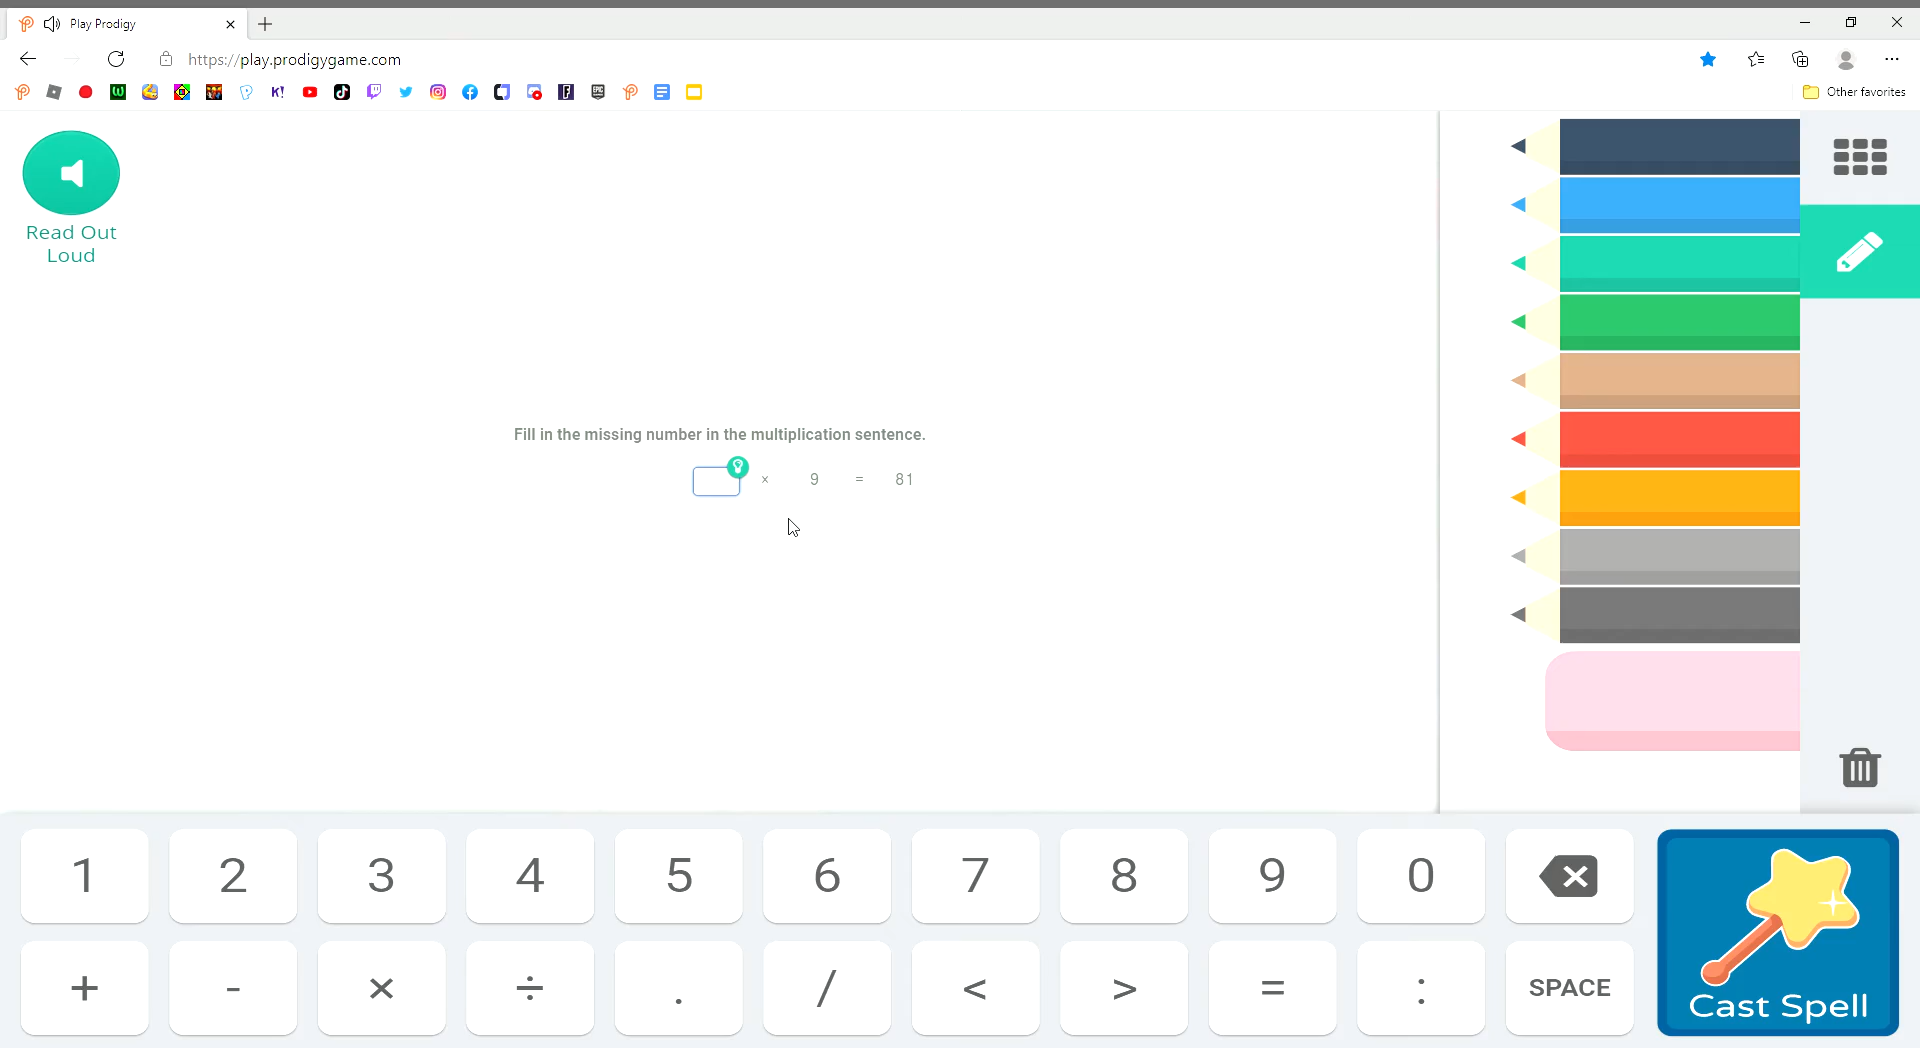 Play Prodigy
https://play.prodigygame.com
W
K!
EPIC
Other favorites
Read Out
Loud
Fill in the missing number in the multiplication sentence.
× 9 = 81
1 2 3 4 5 6 7 8 9 0
+ - × ÷ . / < > = : SPACE
Cast Spell